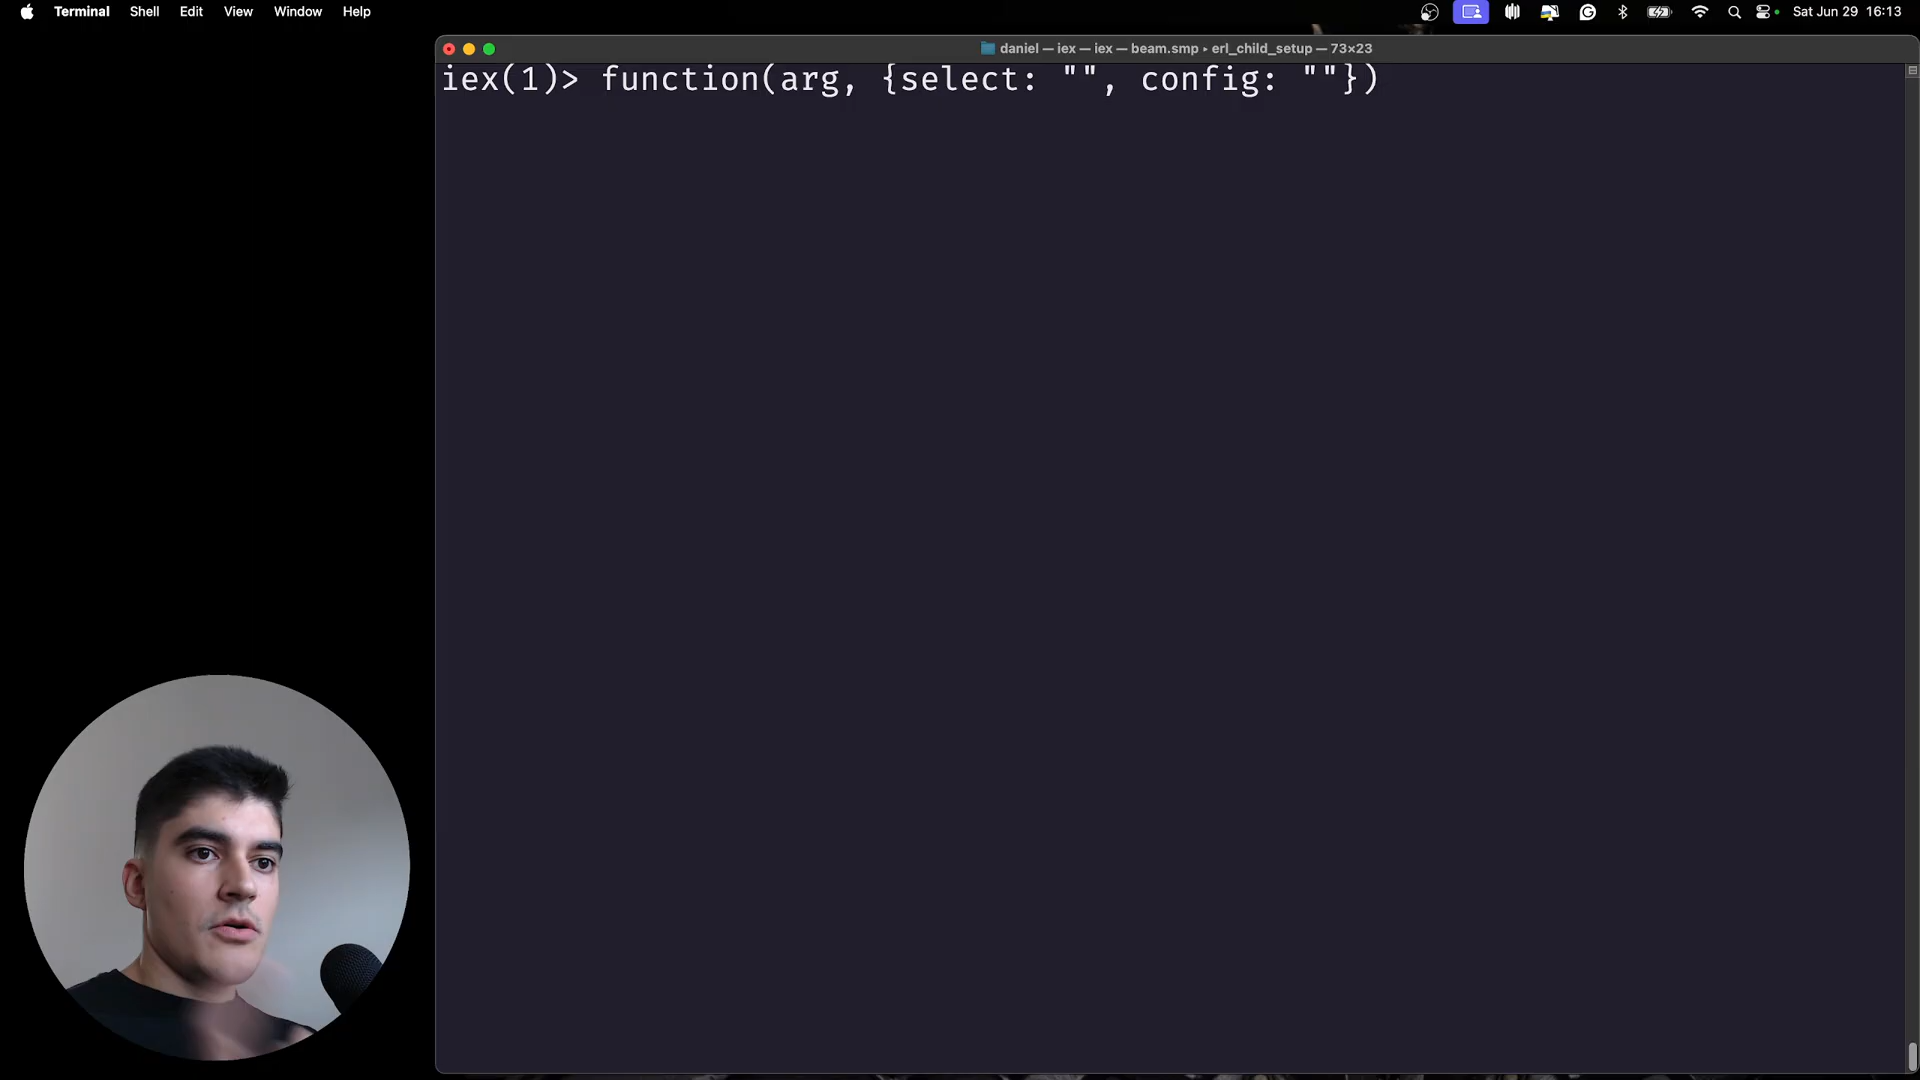 Terminal Shell Edit View Window Help Sat Jun 29 16:13
daniel — iex — iex — beam.smp ▸ erl_child_setup — 73×23
iex(1)> function(arg, {select: "", config: ""})